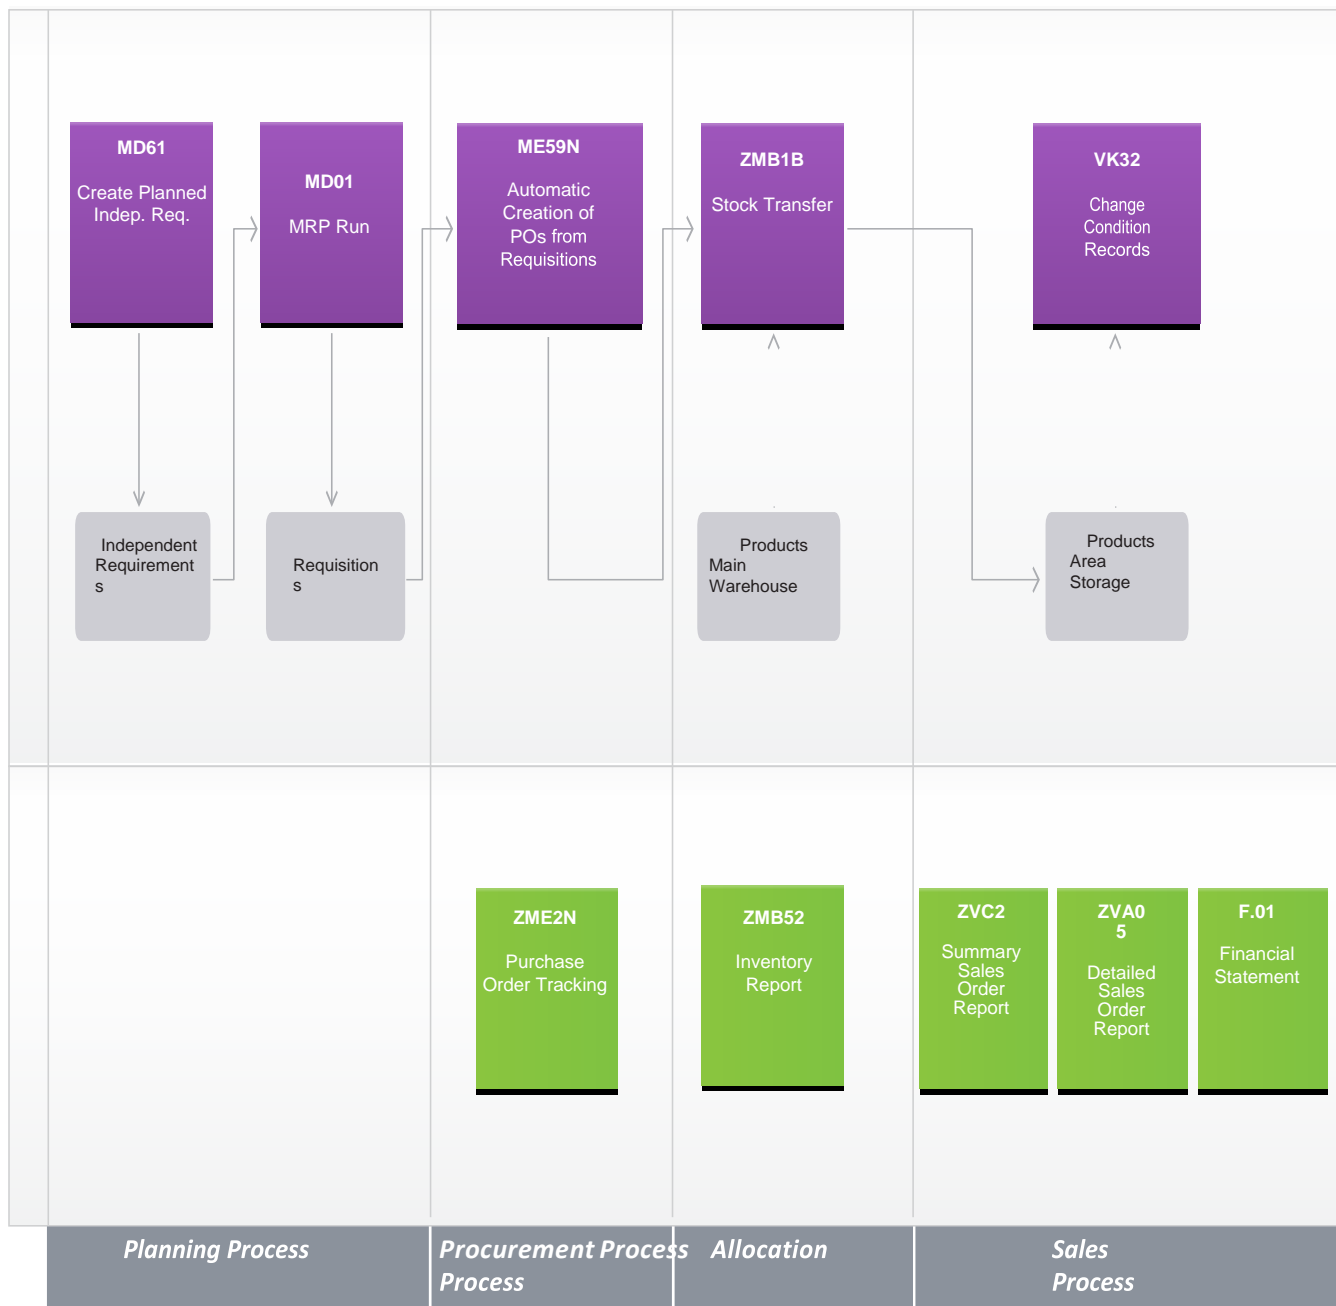 MD61
Create Planned
Indep. Req.
MD01
MRP Run
ME59N
Automatic
Creation of
POs from
Requisitions
ZMB1B
Stock Transfer
VK32
Change
Condition
Records
Independent
Requirement
s
Requisition
s
Products
Main
Warehouse
Products
Area
Storage
ZME2N
Purchase
Order Tracking
ZMB52
Inventory
Report
ZVC2
Summary
Sales
Order
Report
ZVA0
5
Detailed
Sales
Order
Report
F.01
Financial
Statement
Planning Process
Procurement Process
Process
Allocation
Sales
Process